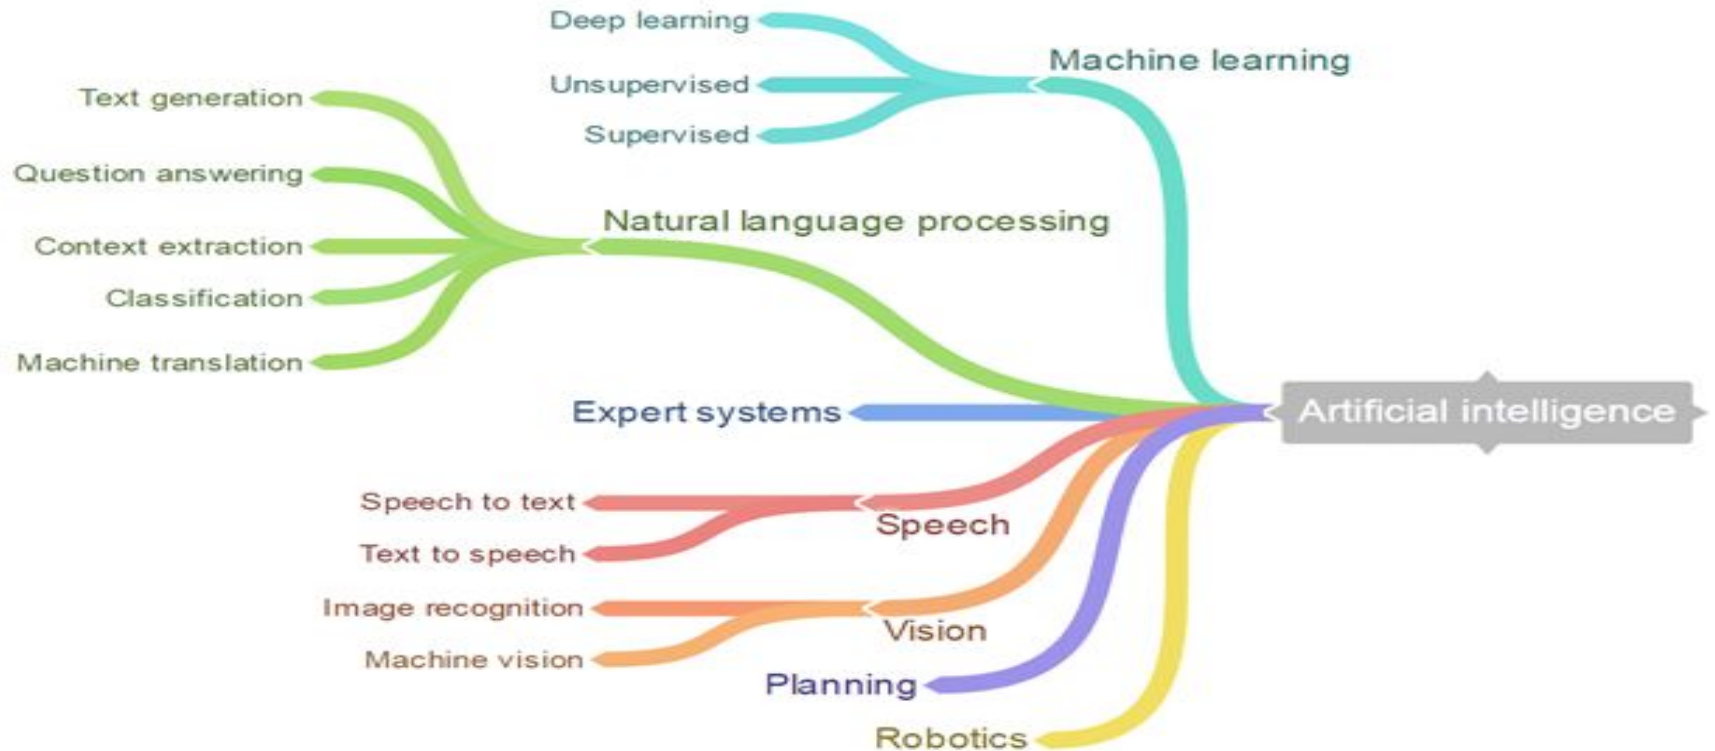 Deep learning
Unsupervised
Supervised
Machine learning
Text generation
Question answering
Context extraction
Classification
Machine translation
Natural language processing
Expert systems
Artificial intelligence
Speech to text
Text to speech
Speech
Image recognition
Machine vision
Vision
Planning
Robotics